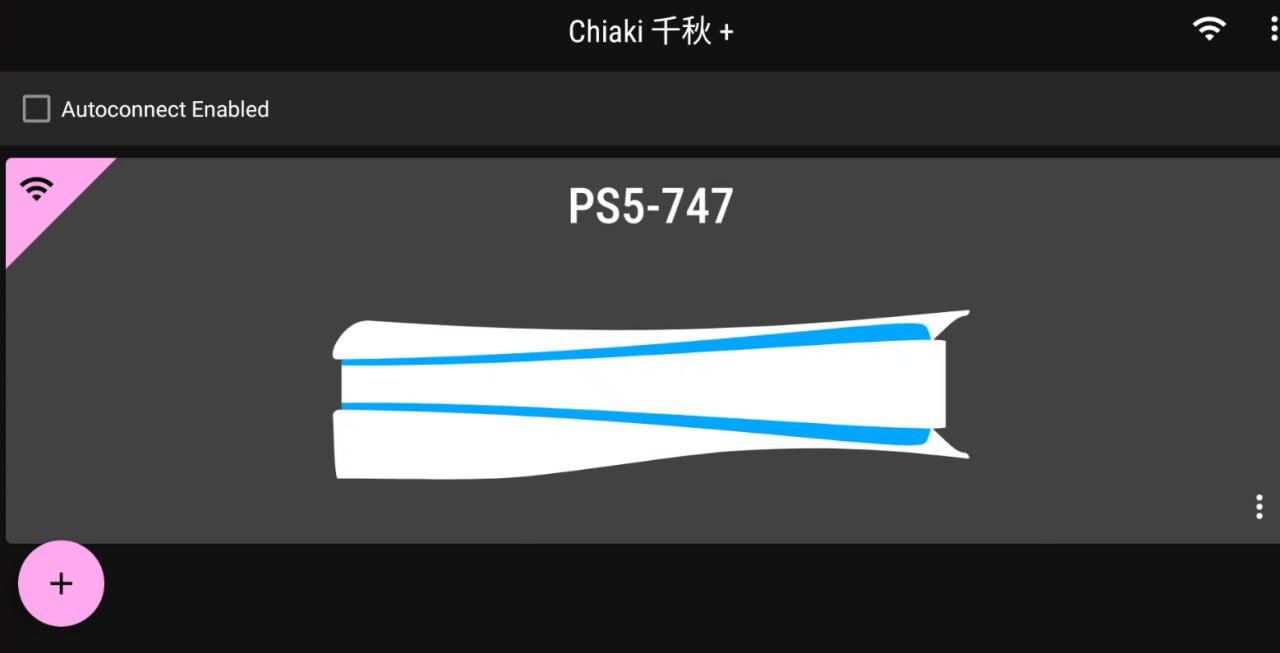 Chiaki 千秋 +
Autoconnect Enabled
PS5-747
+